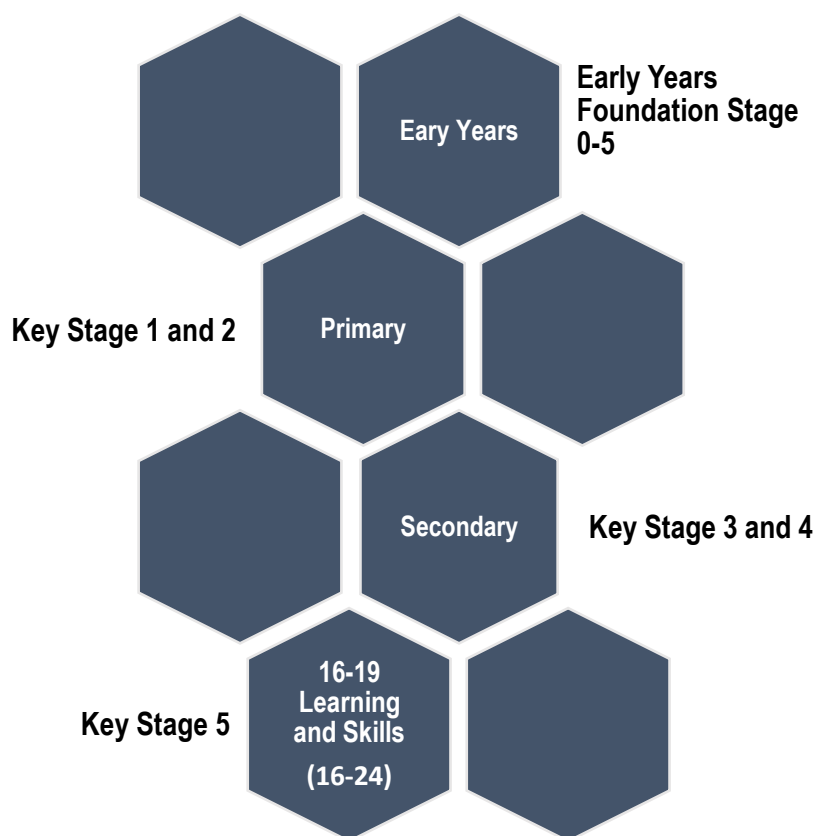 Eary Years
Early Years
Foundation Stage
0-5
Key Stage 1 and 2
Primary
Secondary
Key Stage 3 and 4
Key Stage 5
16-19
Learning
and Skills
(16-24)